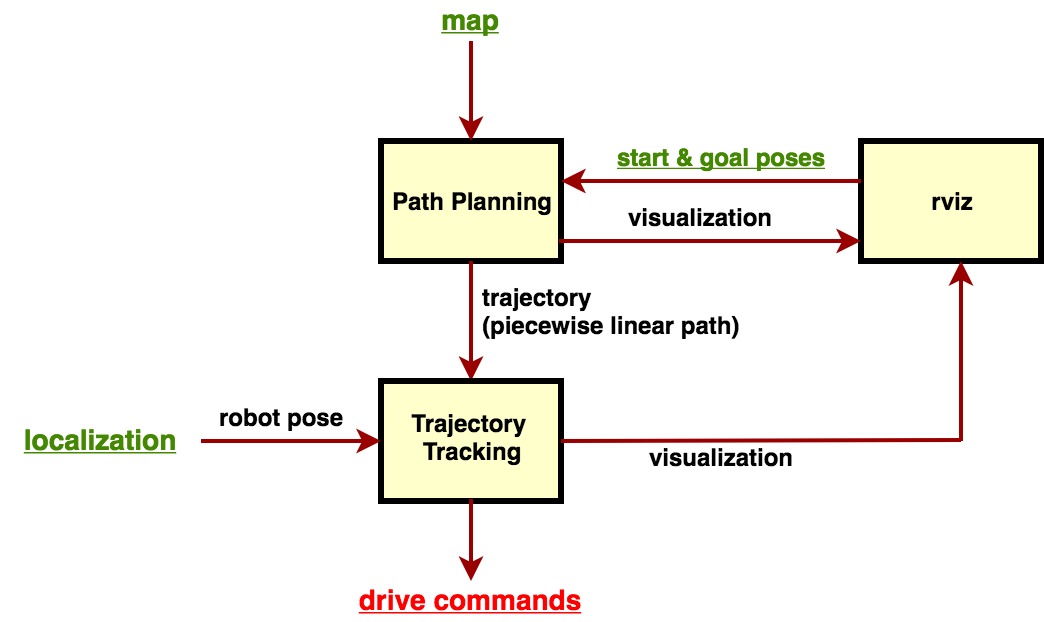 map
start & goal poses
Path Planning
rviz
visualization
trajectory
(piecewise linear path)
robot pose
localization
Trajectory
Tracking
visualization
drive commands